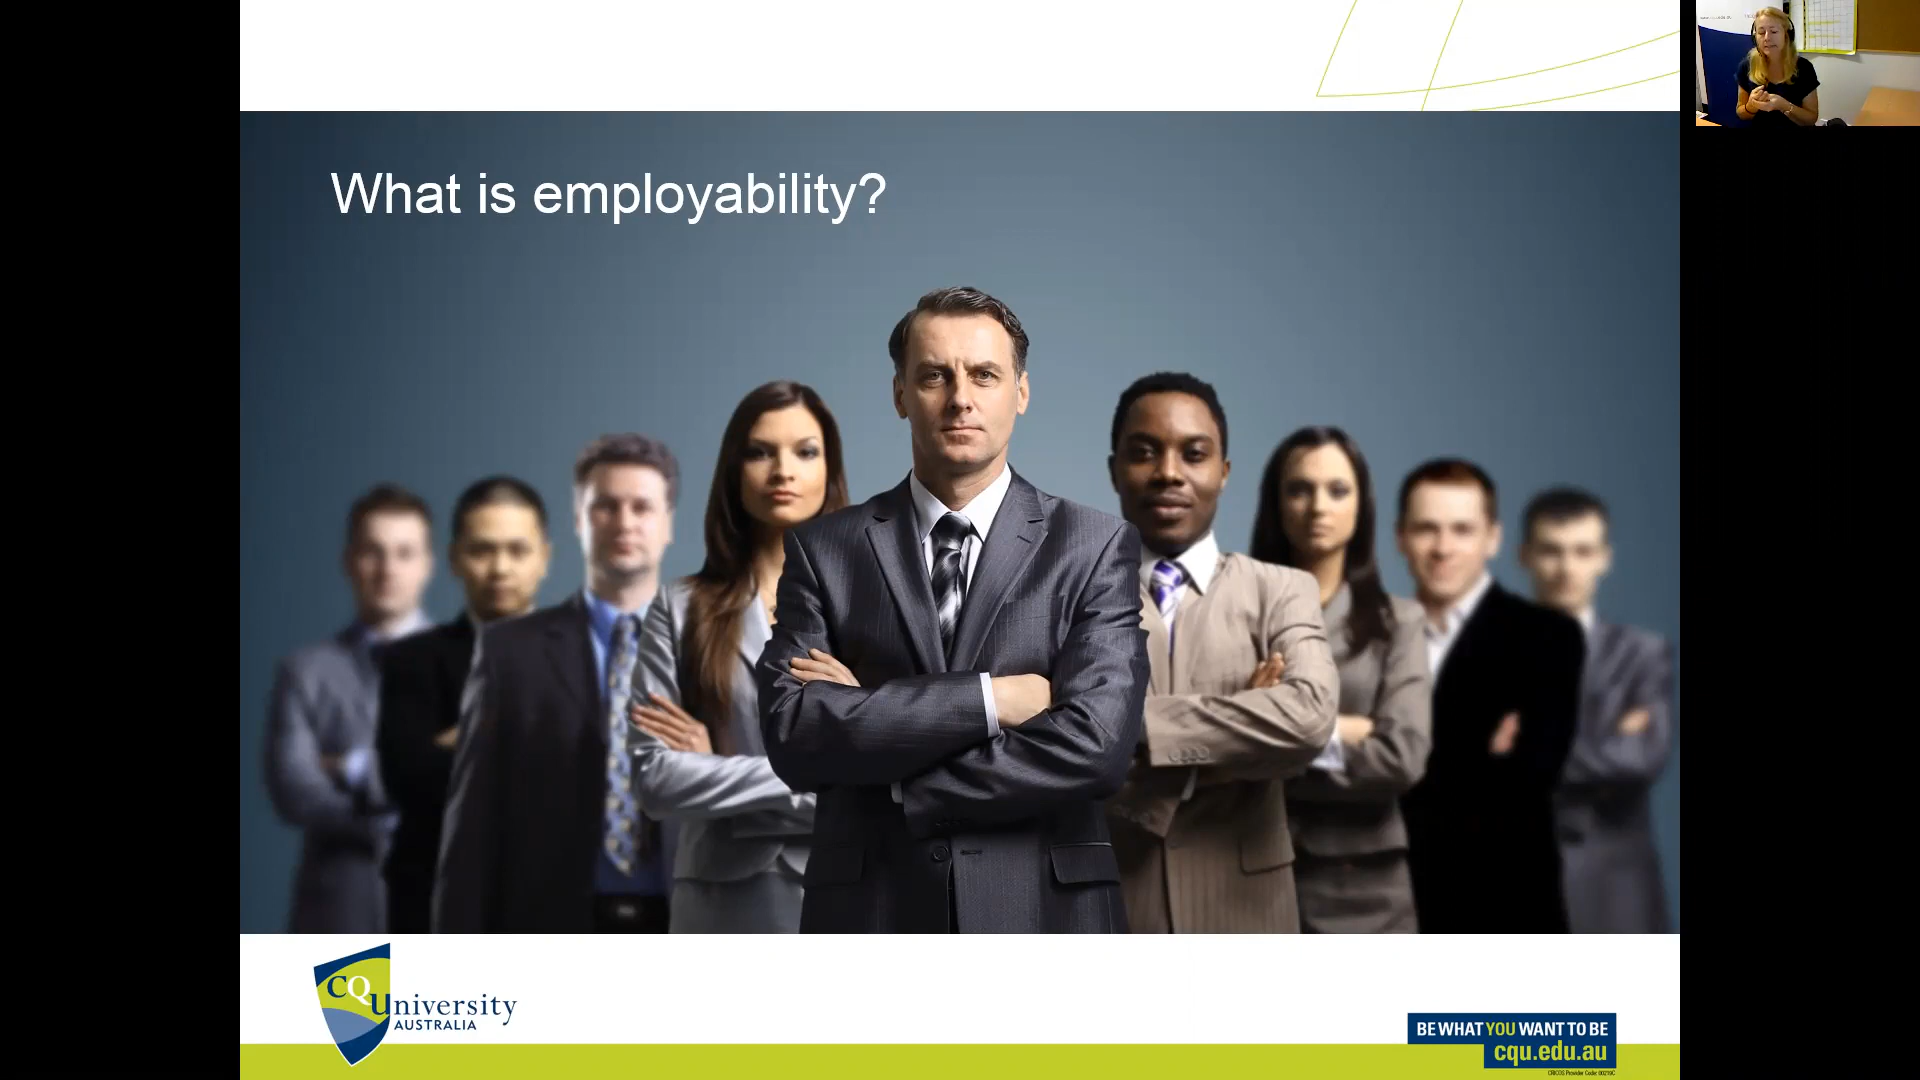 What is employability?
CQUniversity
AUSTRALIA
BE WHAT YOU WANT TO BE
cqu.edu.au
CRICOS Provider Code: 00219C